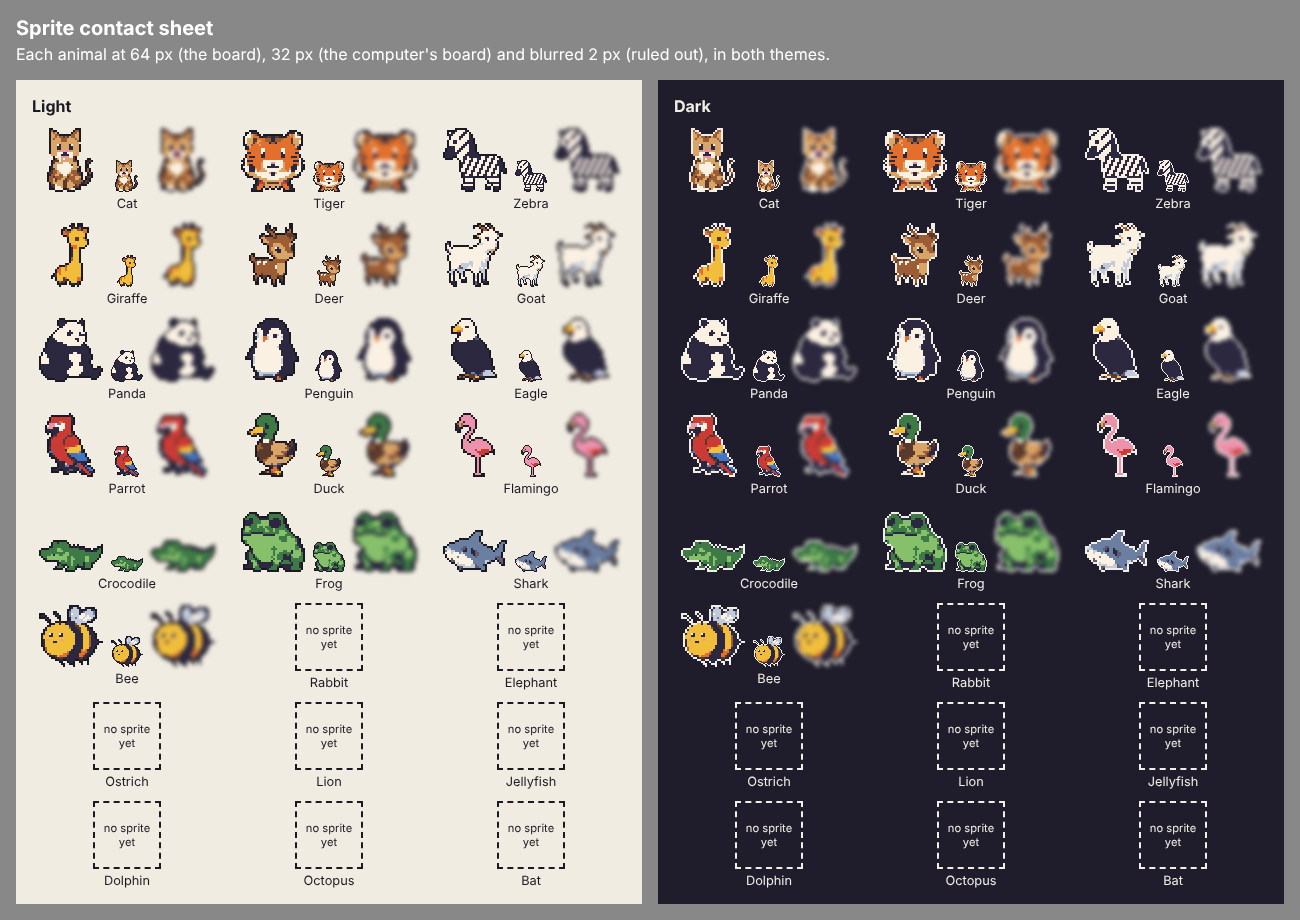 Sprite contact sheet
Each animal at 64 px (the board), 32 px (the computer's board) and blurred 2 px (ruled out), in both themes.
Light
Cat Tiger Zebra
Giraffe Deer Goat
Panda Penguin Eagle
Parrot Duck Flamingo
Crocodile Frog Shark
no sprite yet no sprite yet
Bee Rabbit Elephant
no sprite yet no sprite yet no sprite yet
Ostrich Lion Jellyfish
no sprite yet no sprite yet no sprite yet
Dolphin Octopus Bat
Dark
Cat Tiger Zebra
Giraffe Deer Goat
Panda Penguin Eagle
Parrot Duck Flamingo
Crocodile Frog Shark
no sprite yet no sprite yet
Bee Rabbit Elephant
no sprite yet no sprite yet no sprite yet
Ostrich Lion Jellyfish
no sprite yet no sprite yet no sprite yet
Dolphin Octopus Bat